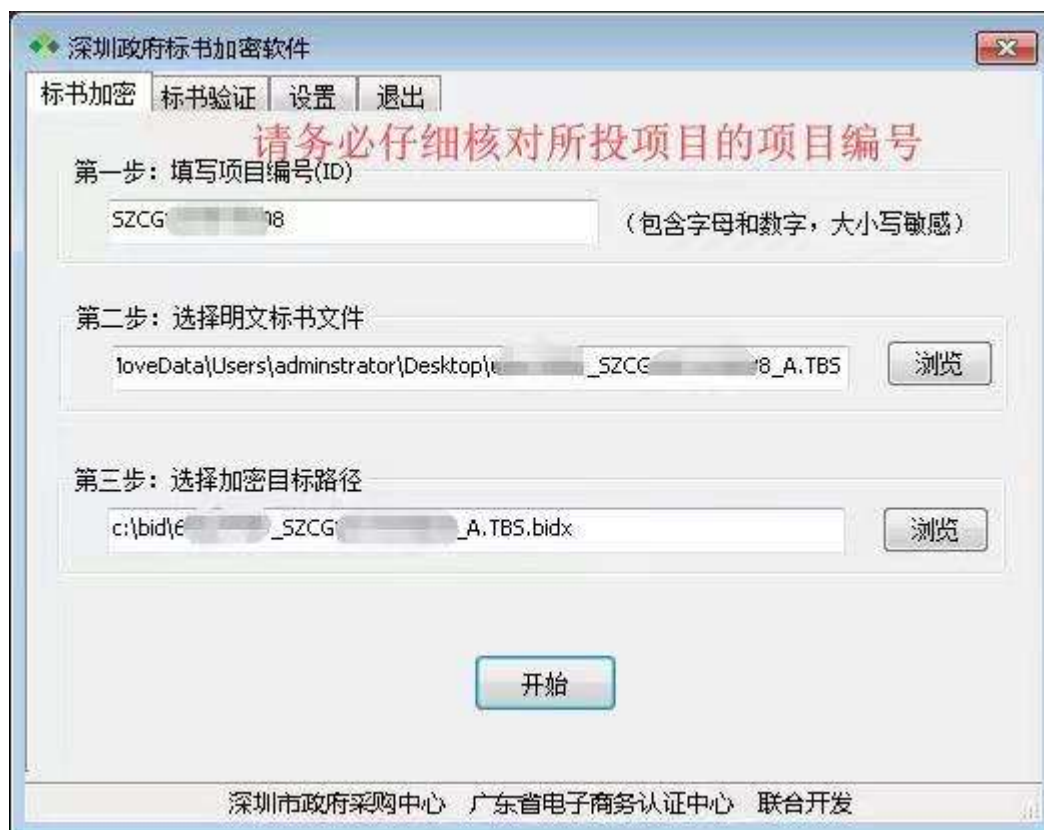 深圳政府标书加密软件
标书加密 标书验证 设置 退出
请务必仔细核对所投项目的项目编号
第一步：填写项目编号(ID)
SZCG 08 （包含字母和数字，大小写敏感）
第二步：选择明文标书文件
loveData\Users\adminstrator\Desktop\ _SZCG 8_A.TBS 浏览
第三步：选择加密目标路径
c:\bid\6 _SZCG _A.TBS.bidx 浏览
开始
深圳市政府采购中心 广东省电子商务认证中心 联合开发